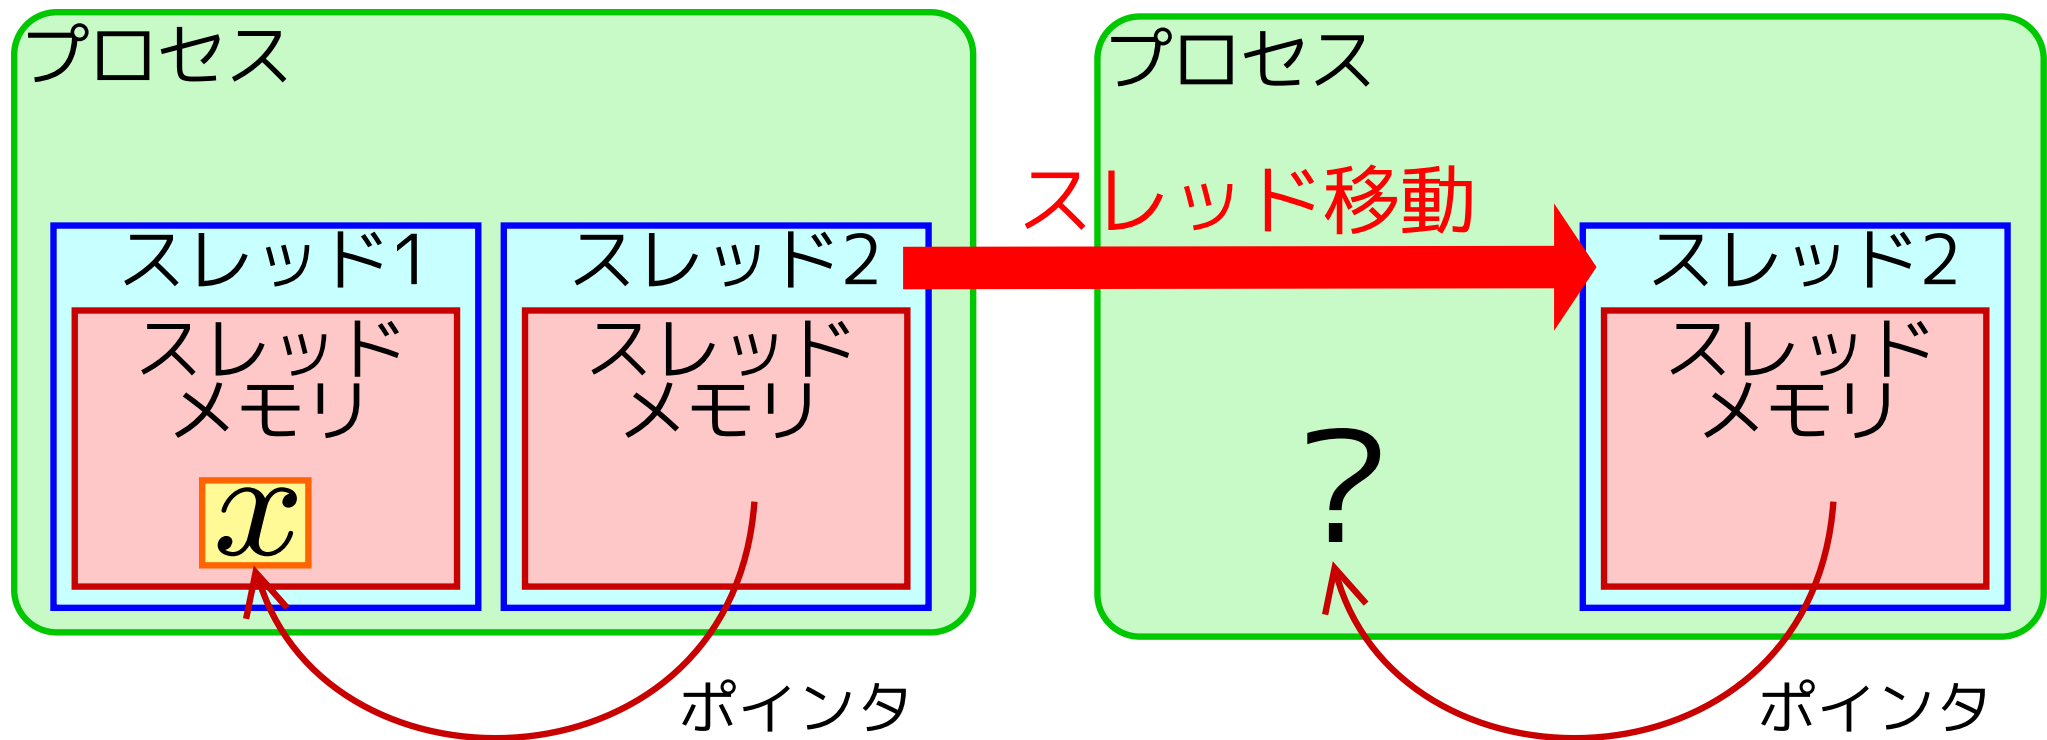 プロセス
スレッド1
スレッド
メモリ
x
スレッド2
スレッド
メモリ
ポインタ
スレッド移動
プロセス
?
スレッド2
スレッド
メモリ
ポインタ